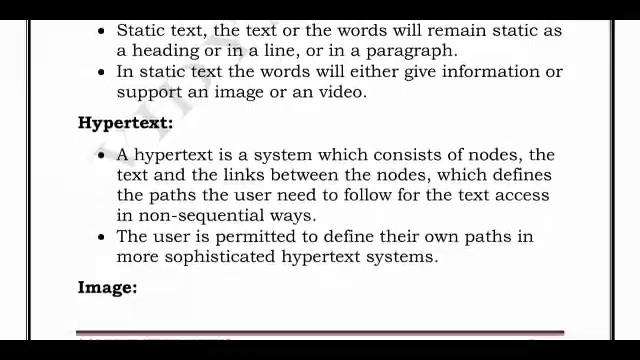 • Static text, the text or the words will remain static as
a heading or in a line, or in a paragraph.
• In static text the words will either give information or
support an image or an video.
Hypertext:
• A hypertext is a system which consists of nodes, the
text and the links between the nodes, which defines
the paths the user need to follow for the text access
in non-sequential ways.
• The user is permitted to define their own paths in
more sophisticated hypertext systems.
Image: